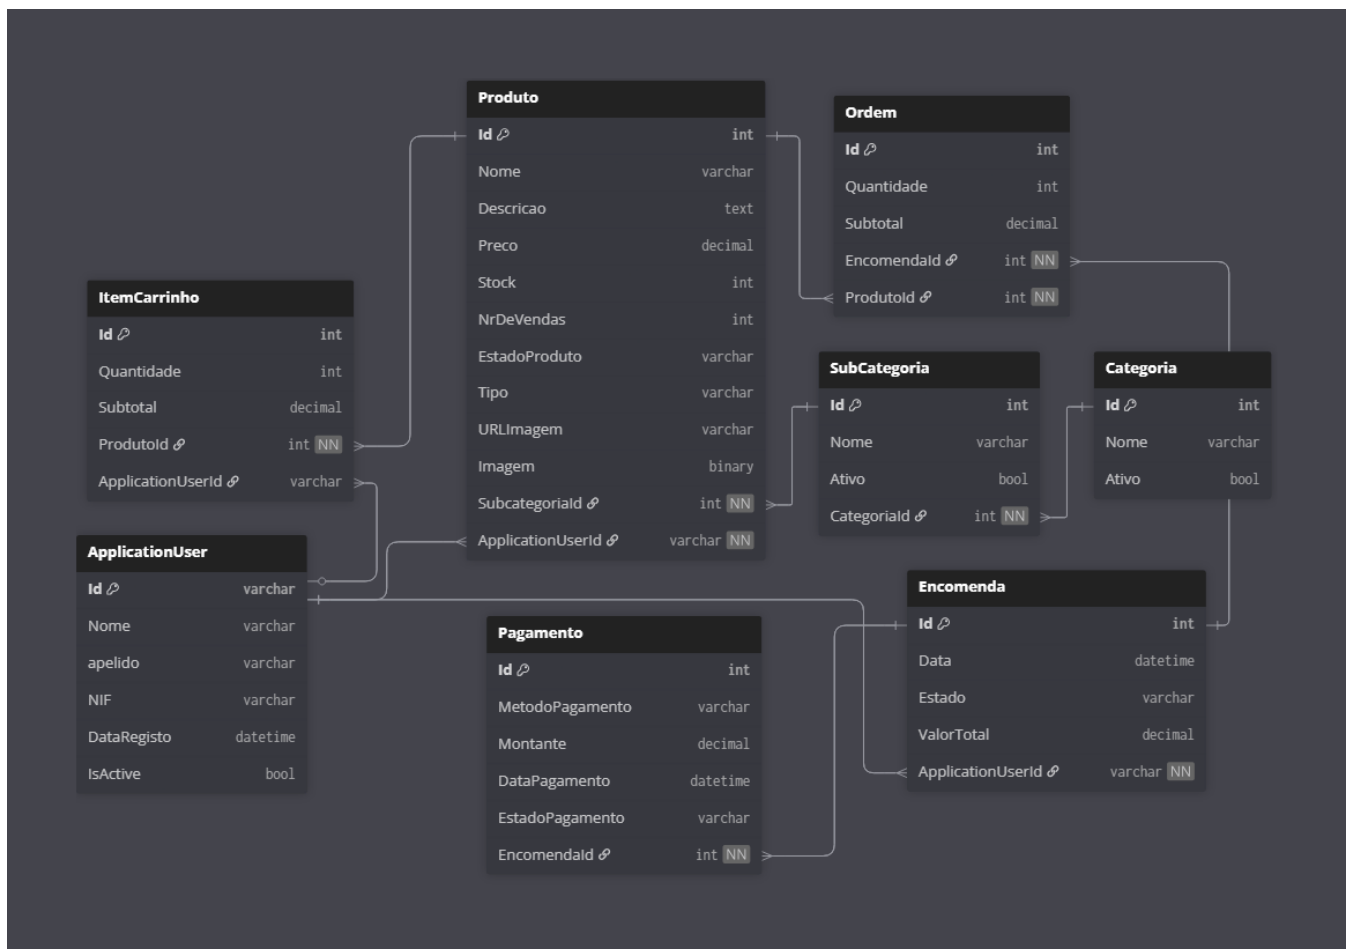 Produto
Id int
Nome varchar
Descricao text
Preco decimal
Stock int
NrDeVendas int
EstadoProduto varchar
Tipo varchar
URLImagem varchar
Imagem binary
SubcategoriaId int NN
ApplicationUserId varchar NN
Ordem
Id int
Quantidade int
Subtotal decimal
EncomendaId int NN
ProdutoId int NN
ItemCarrinho
Id int
Quantidade int
Subtotal decimal
ProdutoId int NN
ApplicationUserId varchar
SubCategoria
Id int
Nome varchar
Ativo bool
CategoriaId int NN
Categoria
Id int
Nome varchar
Ativo bool
ApplicationUser
Id varchar
Nome varchar
apelido varchar
NIF varchar
DataRegisto datetime
IsActive bool
Pagamento
Id int
MetodoPagamento varchar
Montante decimal
DataPagamento datetime
EstadoPagamento varchar
EncomendaId int NN
Encomenda
Id int
Data datetime
Estado varchar
ValorTotal decimal
ApplicationUserId varchar NN